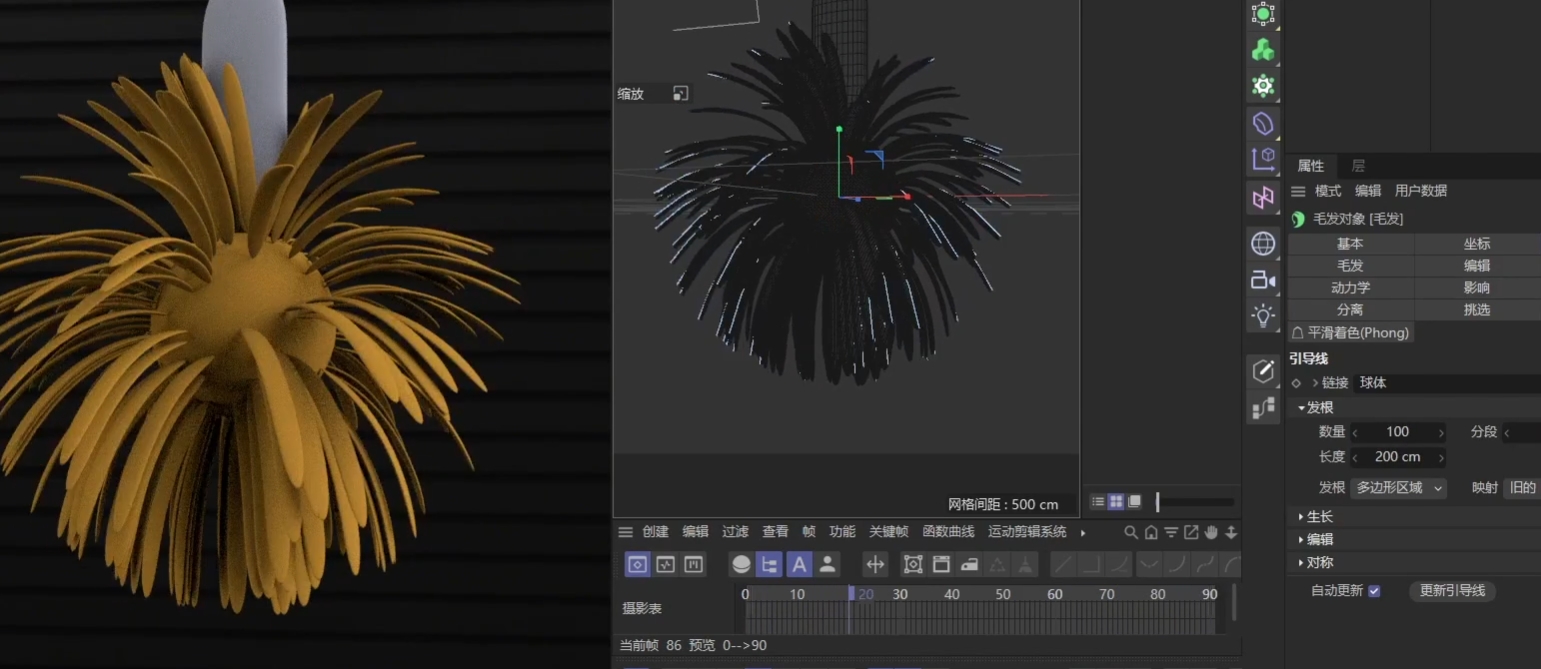 缩放
网格间距 : 500 cm
创建 编辑 过滤 查看 帧 功能 关键帧 函数曲线 运动剪辑系统
A
0 10 20 30 40 50 60 70 80 90
摄影表
当前帧 86 预览 0-->90
属性 层
模式 编辑 用户数据
毛发对象 [毛发]
基本 坐标
毛发 编辑
动力学 影响
分离 挑选
平滑着色(Phong)
引导线
链接 球体
发根
数量 100 分段
长度 200 cm
发根 多边形区域 映射 旧的
生长
编辑
对称
自动更新 更新引导线